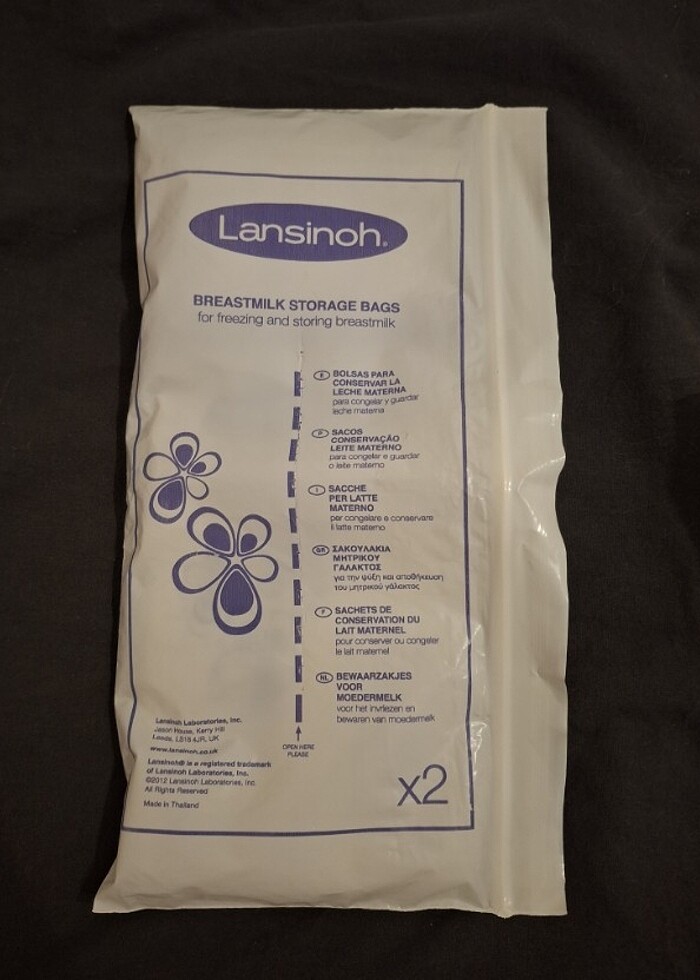 Lansinoh®
BREASTMILK STORAGE BAGS
for freezing and storing breastmilk
E BOLSAS PARA
CONSERVAR LA
LECHE MATERNA
para congelar y guardar
leche materna
P SACOS
CONSERVAÇÃO
LEITE MATERNO
para congelar e guardar
o leite materno
I SACCHE
PER LATTE
MATERNO
per congelare e conservare
il latte materno
GR ΣΑΚΟΥΛΑΚΙΑ
ΜΗΤΡΙΚΟΥ
ΓΑΛΑΚΤΟΣ
για την ψύξη και αποθήκευση
του μητρικού γάλακτος
F SACHETS DE
CONSERVATION DU
LAIT MATERNEL
pour conserver ou congeler
le lait maternel
NL BEWAARZAKJES
VOOR
MOEDERMELK
voor het invriezen en
bewaren van moedermelk
OPEN HERE
PLEASE
Lansinoh Laboratories, Inc.
Jason House, Kerry Hill
Leeds, LS18 4JR, UK
www.lansinoh.co.uk
Lansinoh® is a registered trademark
of Lansinoh Laboratories, Inc.
©2012 Lansinoh Laboratories, Inc.
All Rights Reserved
Made in Thailand
x2